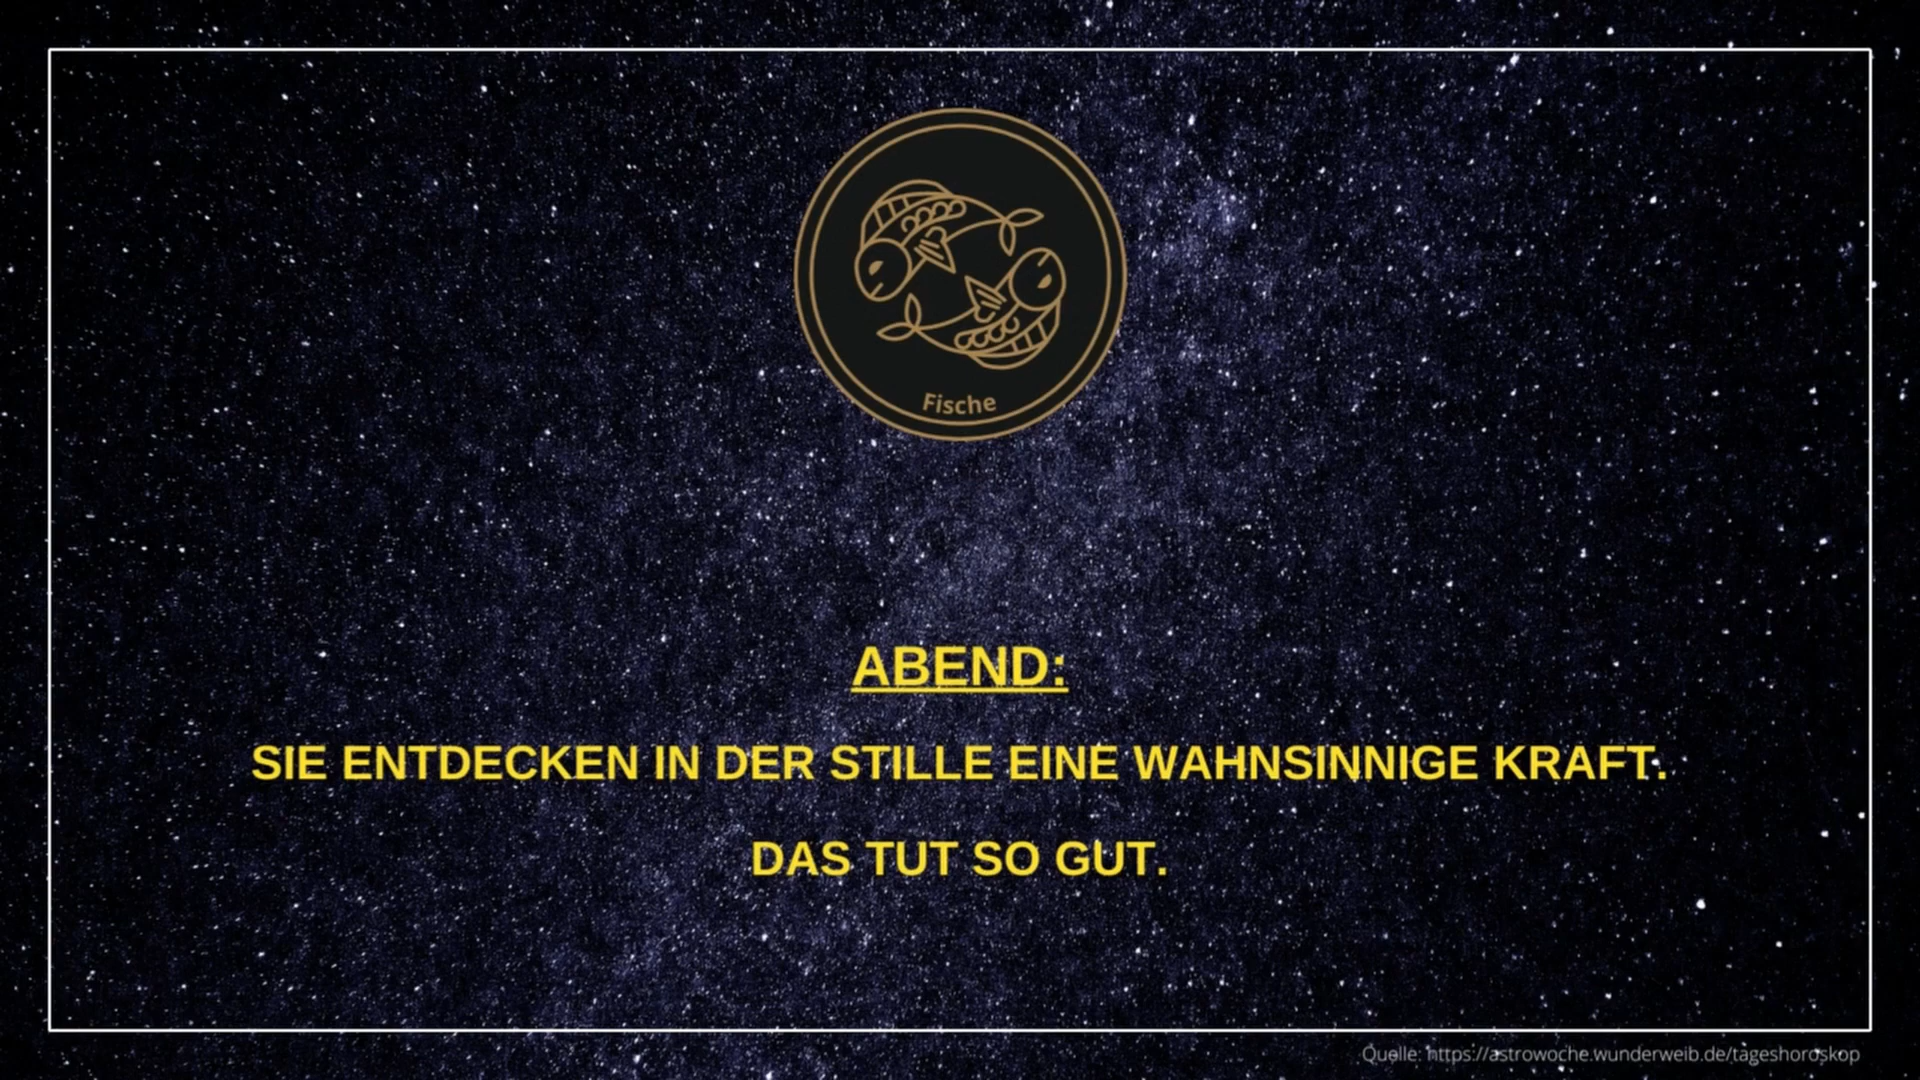 Fische
ABEND:
SIE ENTDECKEN IN DER STILLE EINE WAHNSINNIGE KRAFT.
DAS TUT SO GUT.
Quelle: https://astrowoche.wunderweib.de/tageshoroskop